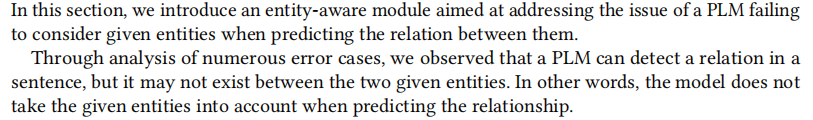 In this section, we introduce an entity-aware module aimed at addressing the issue of a PLM failing
to consider given entities when predicting the relation between them.
Through analysis of numerous error cases, we observed that a PLM can detect a relation in a
sentence, but it may not exist between the two given entities. In other words, the model does not
take the given entities into account when predicting the relationship.